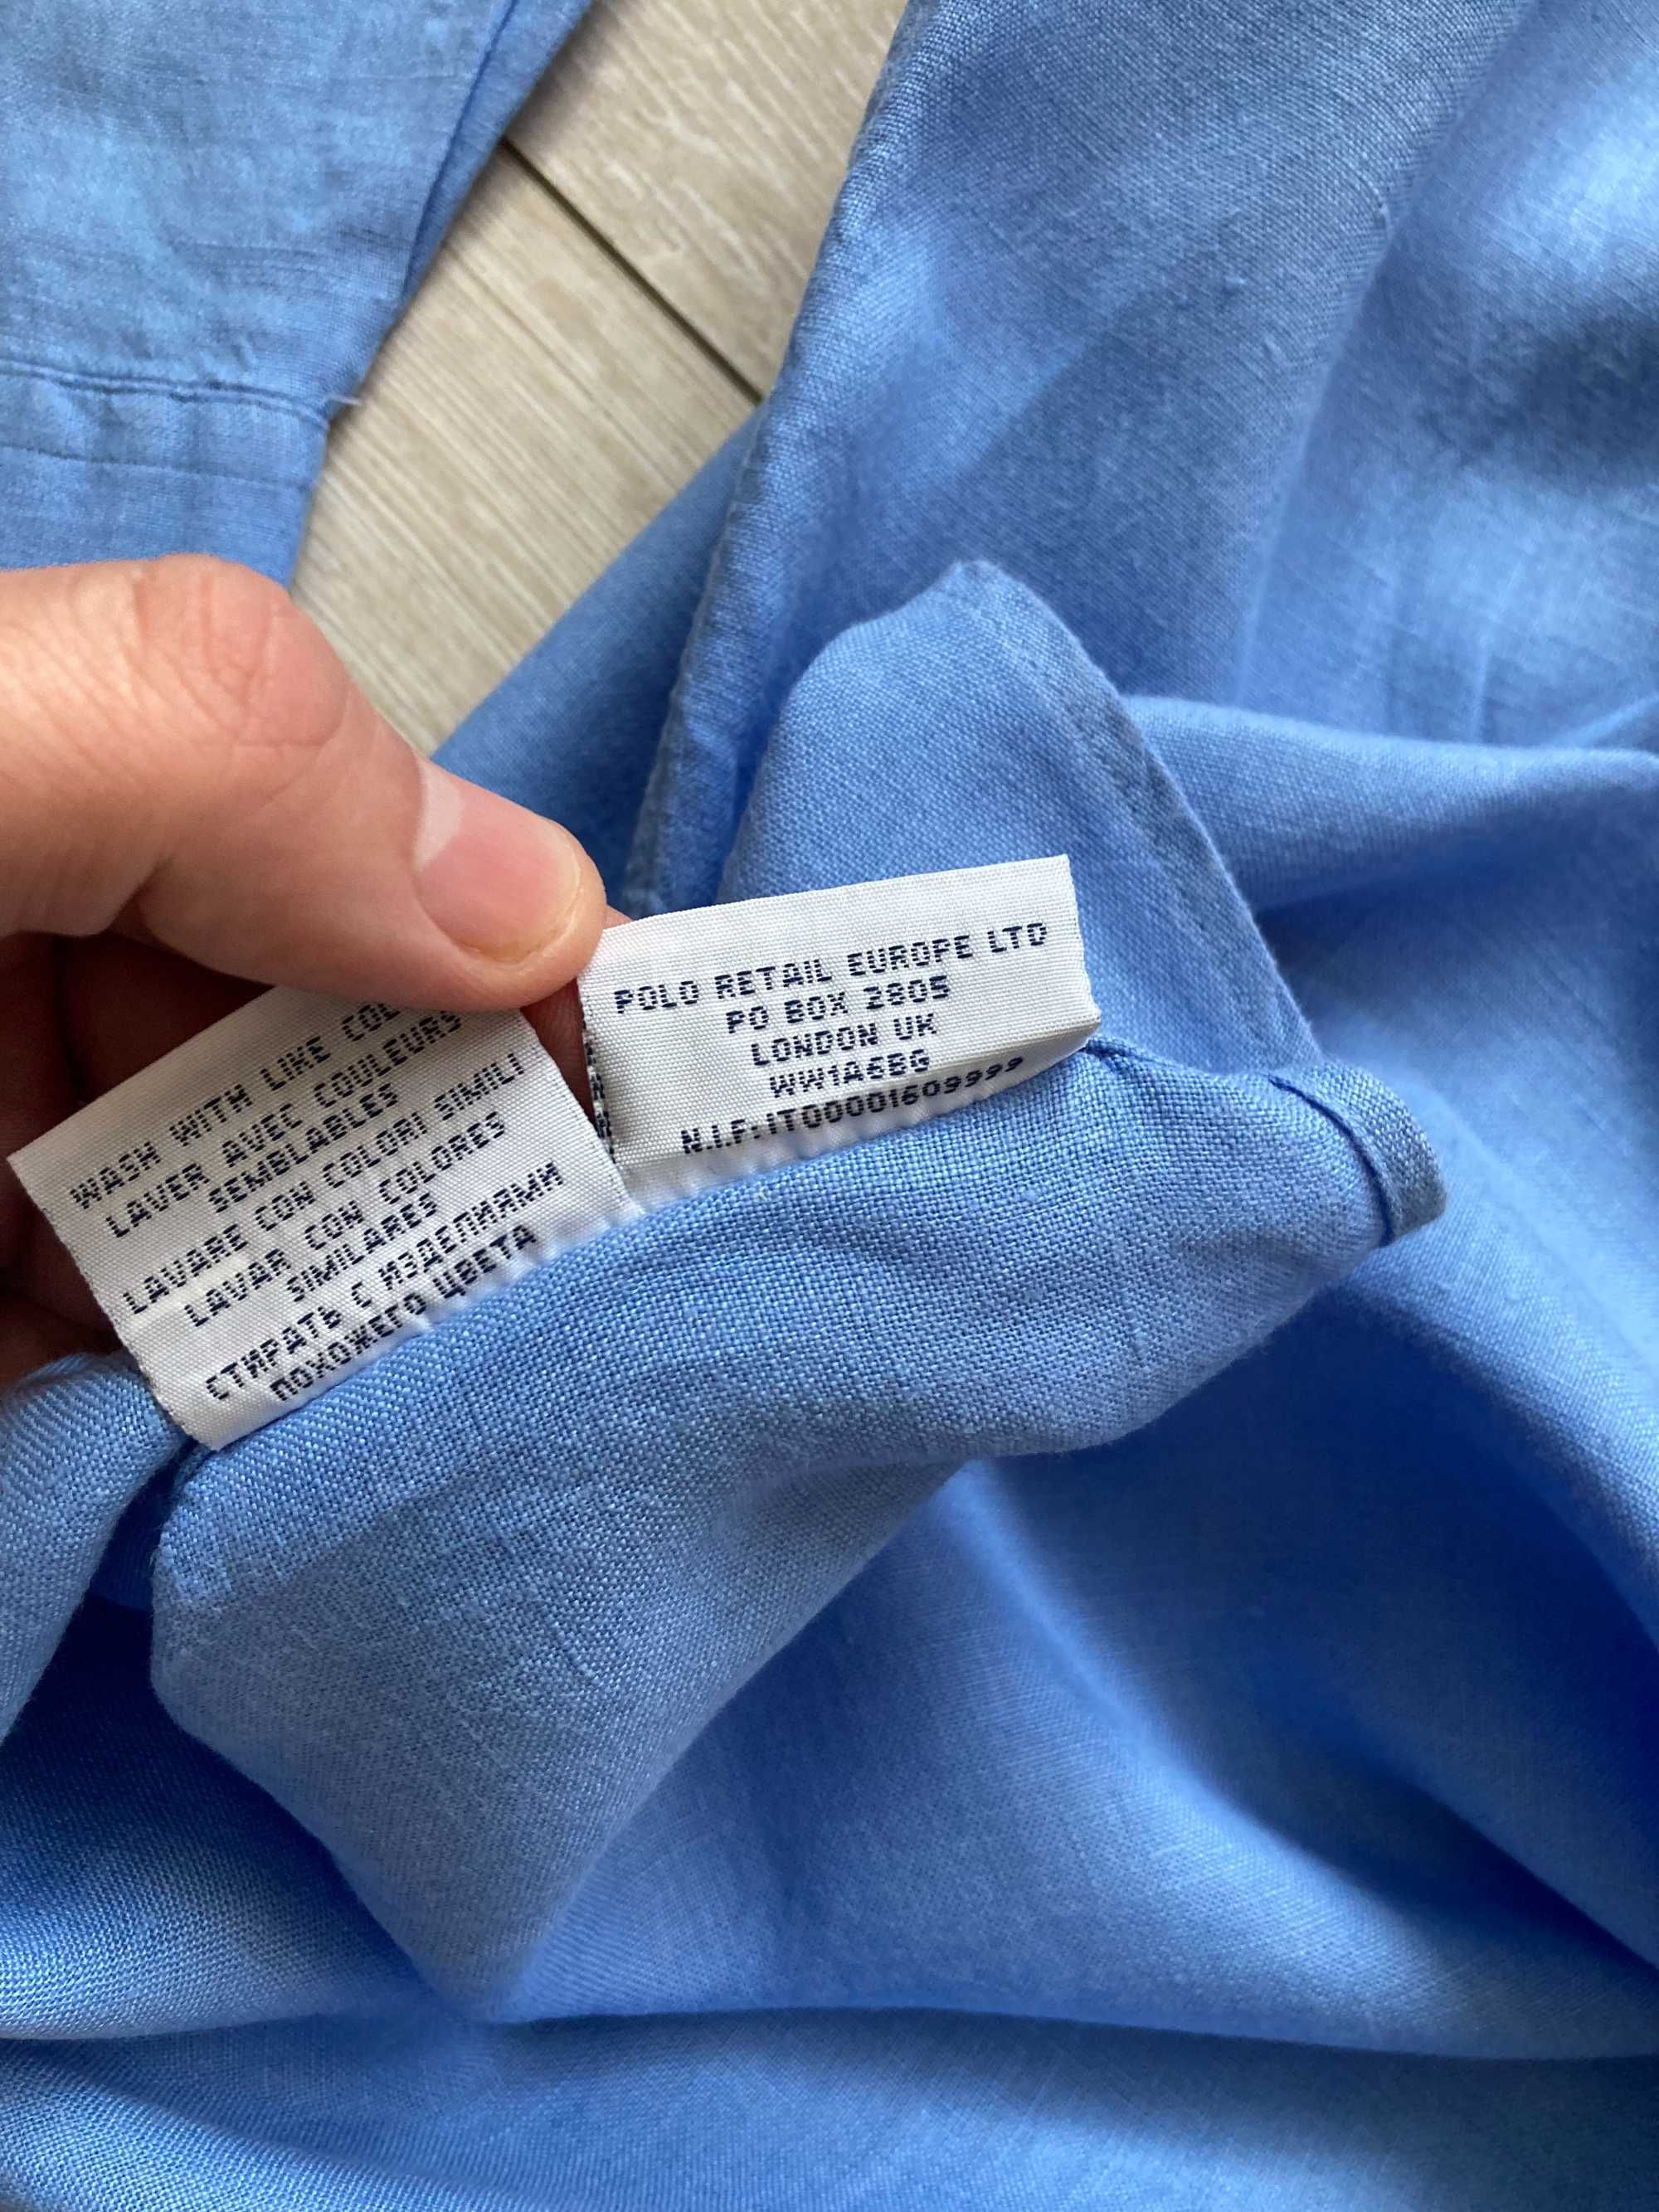 WASH WITH LIKE
LAVER AVEC COULEURS
SEMBLABLES
LAVARE CON COLORI SIMILI
LAVAR CON COLORES
SIMILARES
СТИРАТЬ С ИЗДЕЛИЯМИ
ПОХОЖЕГО ЦВЕТА
POLO RETAIL EUROPE LTD
PO BOX 2805
LONDON UK
WW1A6BG
N.I.F:IT00001609999